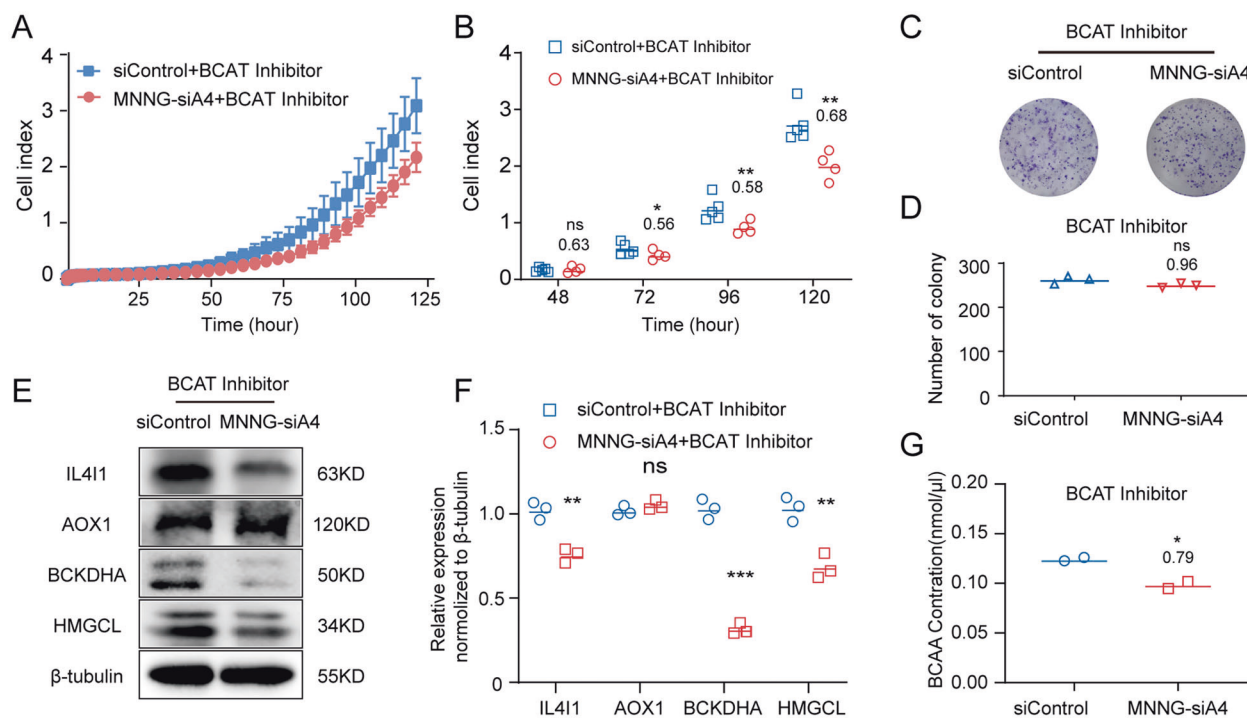 A
4
3
2
1
0
Cell index
siControl+BCAT Inhibitor
MNNG-siA4+BCAT Inhibitor
25
50
75
100
125
Time (hour)
B
4
3
2
1
0
Cell index
siControl+BCAT Inhibitor
MNNG-siA4+BCAT Inhibitor
ns
0.63
*
0.56
**
0.58
**
0.68
48
72
96
120
Time (hour)
C
BCAT Inhibitor
siControl
MNNG-siA4
D
BCAT Inhibitor
ns
0.96
300
200
100
0
Number of colony
siControl
MNNG-siA4
E
BCAT Inhibitor
siControl MNNG-siA4
IL4I1
63KD
AOX1
120KD
BCKDHA
50KD
HMGCL
34KD
β-tubulin
55KD
F
siControl+BCAT Inhibitor
MNNG-siA4+BCAT Inhibitor
1.5
1.0
0.5
0
Relative expression
normolized to β-tubulin
**
ns
***
**
IL4I1
AOX1
BCKDHA
HMGCL
G
0.20
0.15
0.10
0.05
0.00
BCAA Contration(nmol/μl)
BCAT Inhibitor
*
0.79
siControl
MNNG-siA4